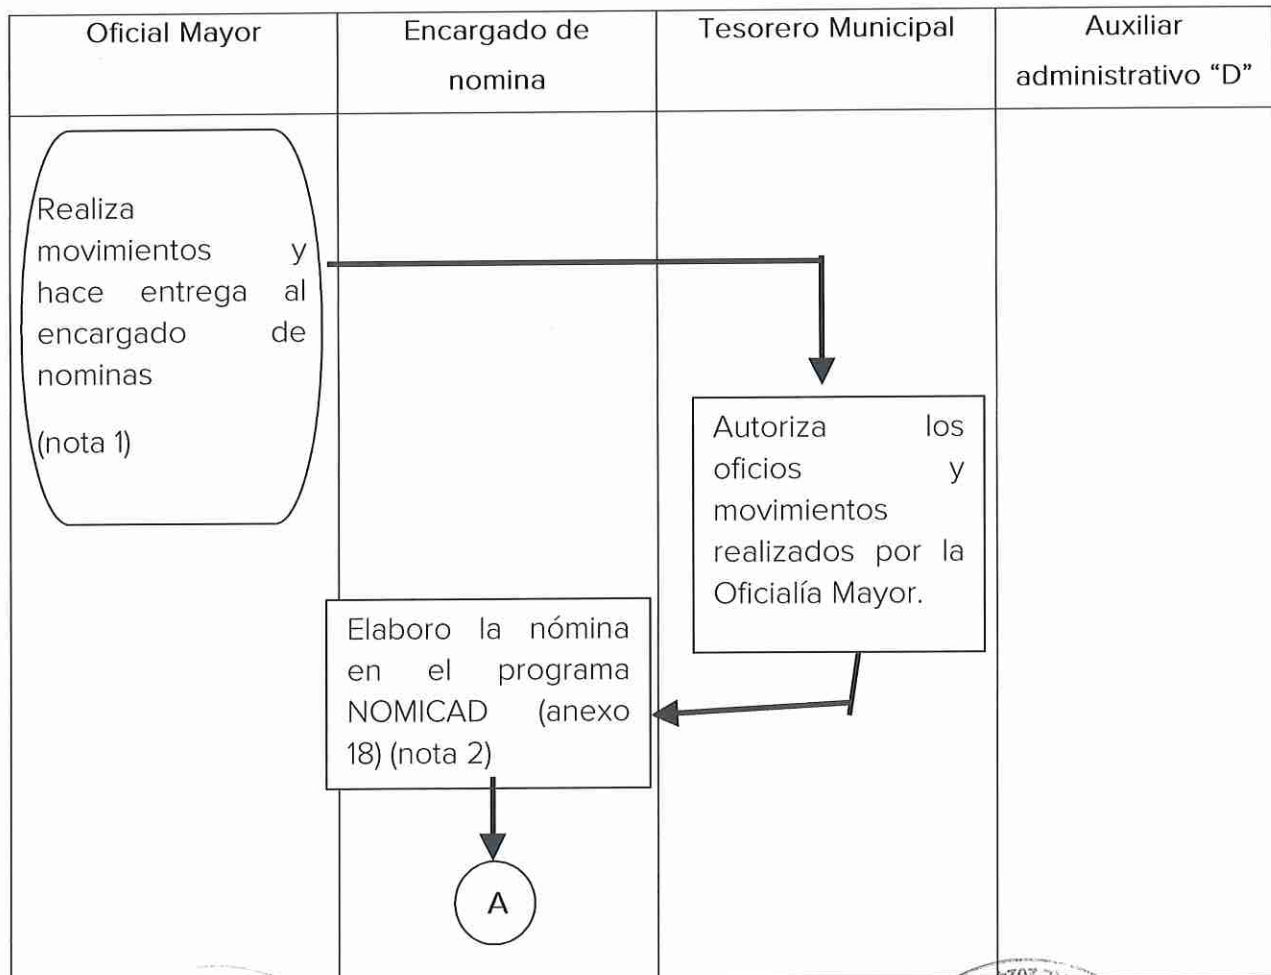 Oficial Mayor
Encargado de
nomina
Tesorero Municipal
Auxiliar
administrativo “D”
Realiza
movimientos y
hace entrega al
encargado de
nominas
(nota 1)
Autoriza los
oficios y
movimientos
realizados por la
Oficialía Mayor.
Elaboro la nómina
en el programa
NOMICAD (anexo
18) (nota 2)
A